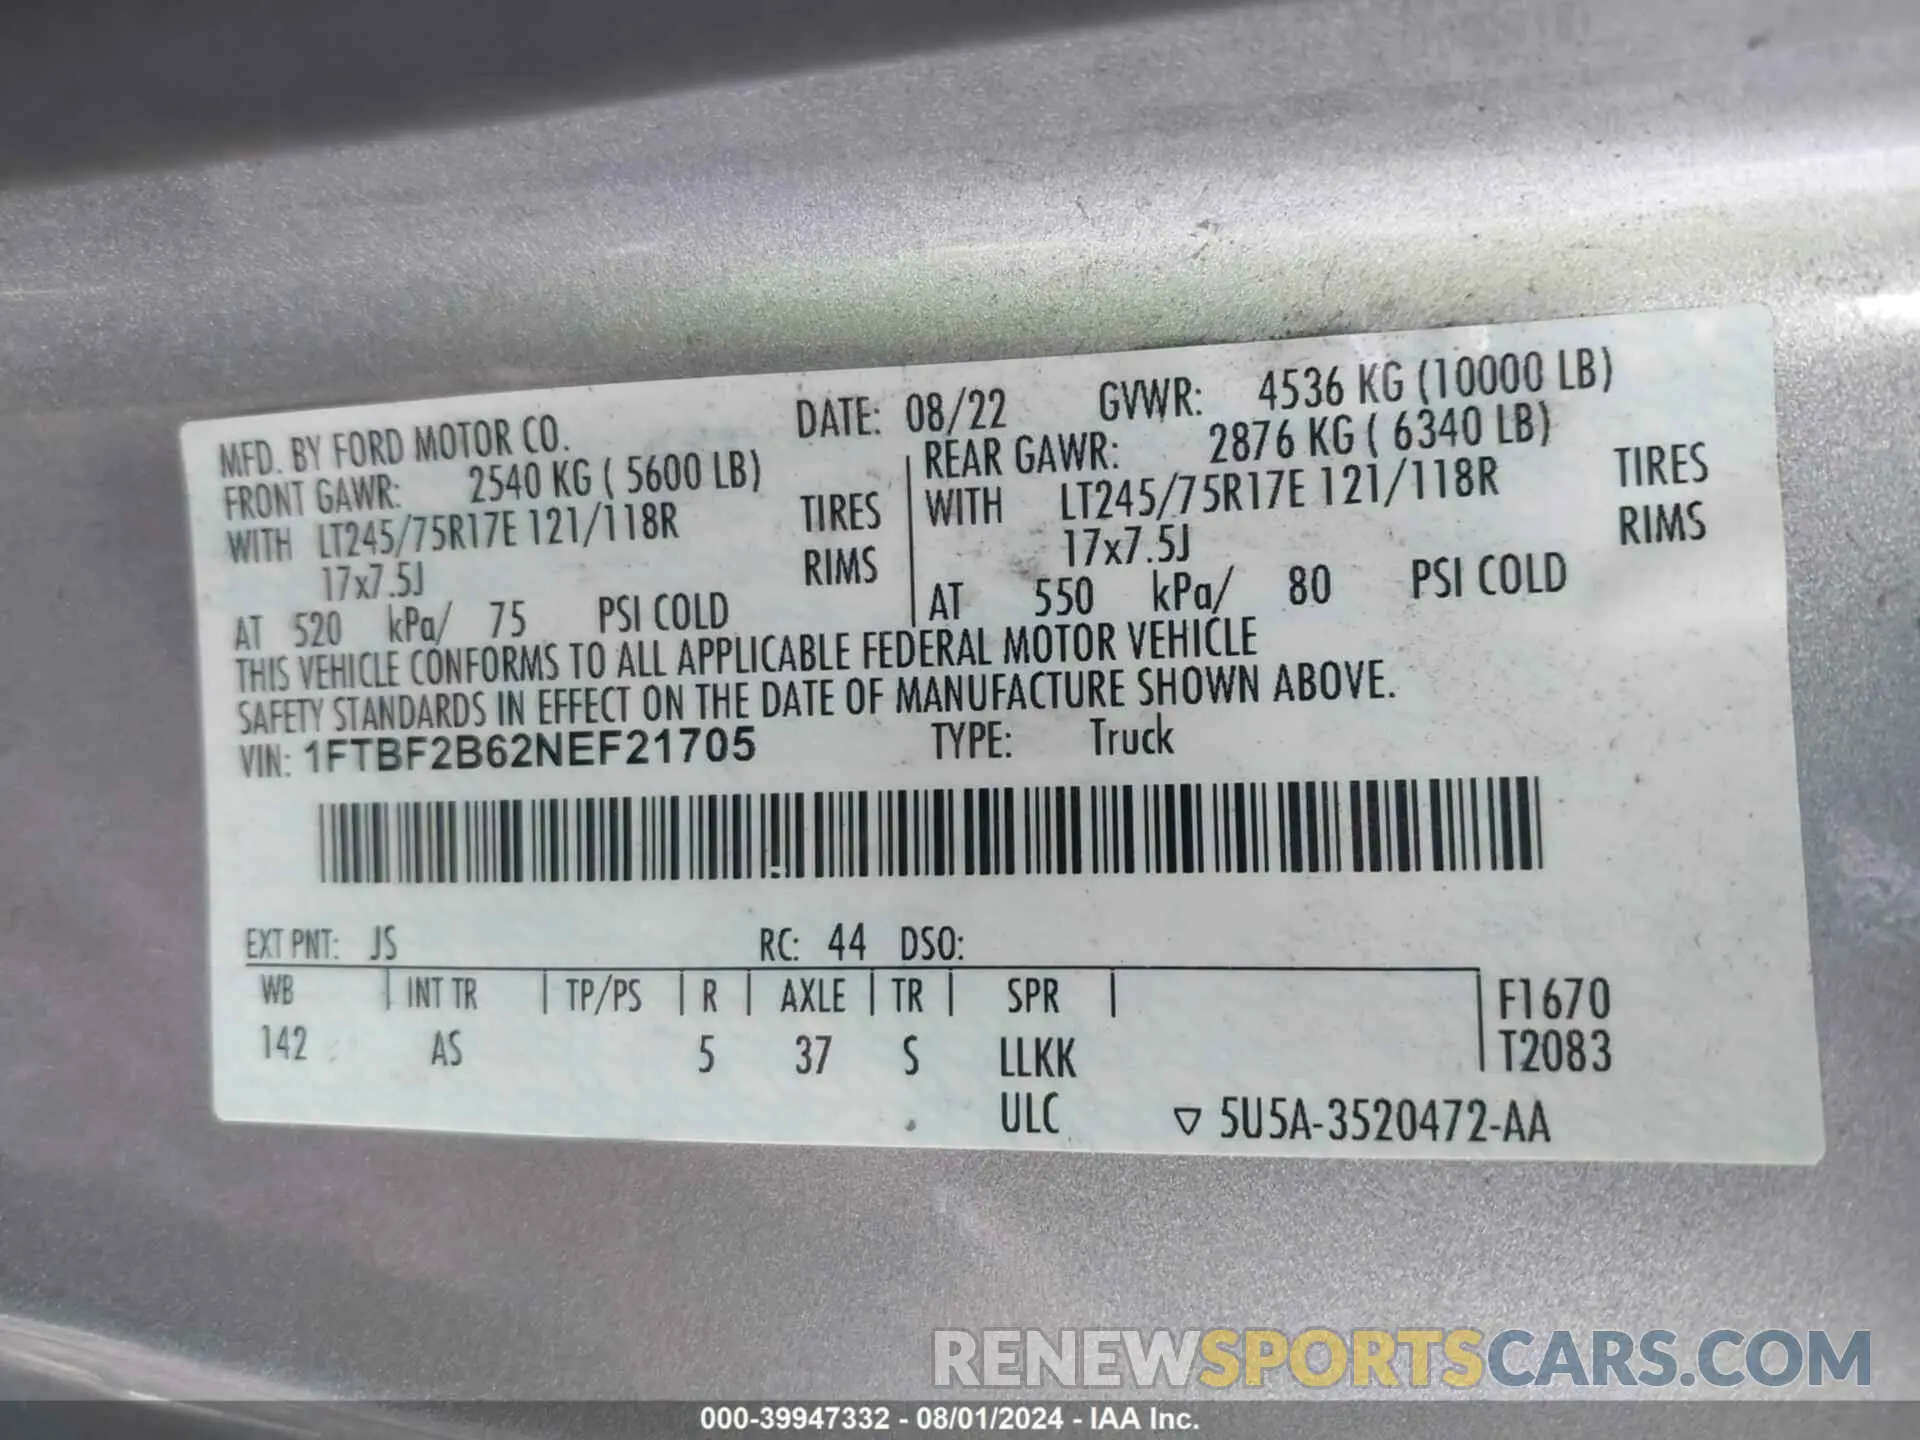 MFD. BY FORD MOTOR CO. DATE: 08/22 GVWR: 4536 KG (10000 LB)
FRONT GAWR: 2540 KG ( 5600 LB) REAR GAWR: 2876 KG ( 6340 LB)
WITH LT245/75R17E 121/118R TIRES WITH LT245/75R17E 121/118R TIRES
17x7.5J RIMS 17x7.5J RIMS
AT 520 kPa/ 75 PSI COLD AT 550 kPa/ 80 PSI COLD
THIS VEHICLE CONFORMS TO ALL APPLICABLE FEDERAL MOTOR VEHICLE
SAFETY STANDARDS IN EFFECT ON THE DATE OF MANUFACTURE SHOWN ABOVE.
VIN: 1FTBF2B62NEF21705 TYPE: Truck
EXT PNT: JS RC: 44 DSO:
WB INT TR TP/PS R AXLE TR SPR F1670
142 AS 5 37 S LLKK T2083
ULC ▽ 5U5A-3520472-AA
RENEWSPORTSCARS.COM
000-39947332 - 08/01/2024 - IAA Inc.